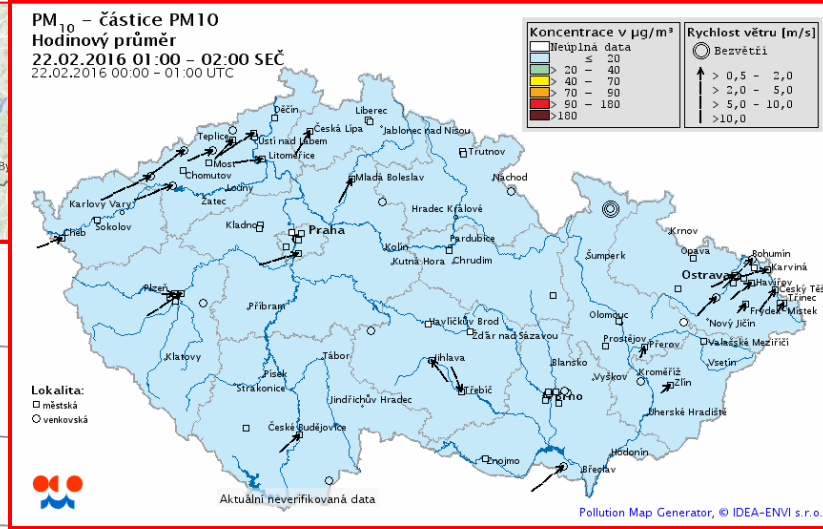 PM10 – částice PM10
Hodinový průměr
22.02.2016 01:00 – 02:00 SEČ
22.02.2016 00:00 – 01:00 UTC
Koncentrace v µg/m³
Neúplná data
≤ 20
> 20 - 40
> 40 - 70
> 70 - 90
> 90 - 180
>180
Rychlost větru [m/s]
Bezvětří
> 0,5 - 2,0
> 2,0 - 5,0
> 5,0 - 10,0
>10,0
Děčín
Liberec
Teplice
Ústí nad Labem
Česká Lípa
Jablonec nad Nisou
Most
Litoměřice
Trutnov
Chomutov
Mladá Boleslav
Náchod
Louny
Karlovy Vary
Žatec
Hradec Králové
Sokolov
Cheb
Kladno
Praha
Krnov
Pardubice
Opava
Bohumín
Kolín
Šumperk
Karviná
Kutná Hora
Chrudim
Ostrava
Havířov
Plzeň
Český Těš
Třinec
Příbram
Frýdek-Místek
Olomouc
Nový Jičín
Havlíčkův Brod
Žďár nad Sázavou
Prostějov
Přerov
Valašské Meziříčí
Klatovy
Tábor
Jihlava
Blansko
Vsetín
Písek
Kroměříž
Vyškov
Zlín
Strakonice
Třebíč
Lokalita:
Jindřichův Hradec
Brno
městská
Uherské Hradiště
venkovská
České Budějovice
Hodonín
Znojmo
Břeclav
Aktuální neverifikovaná data
Pollution Map Generator, © IDEA-ENVI s.r.o.